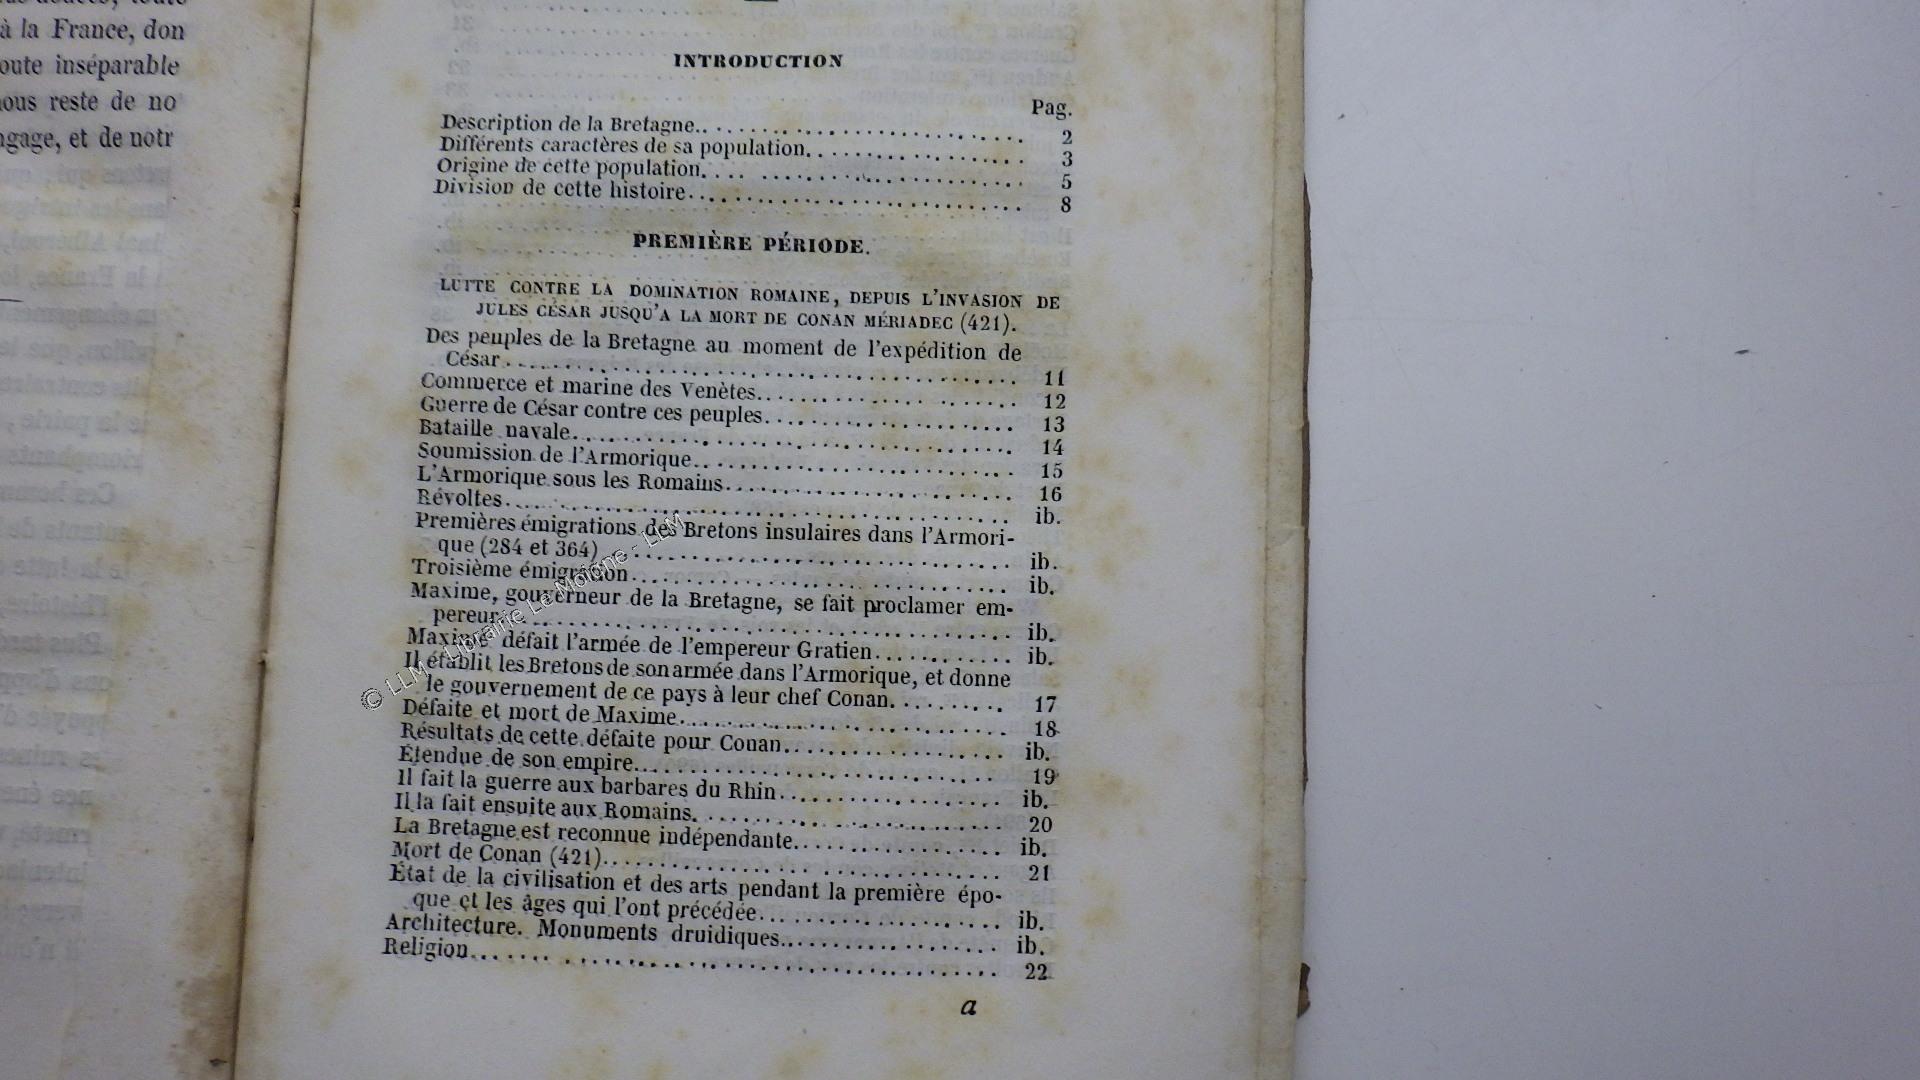 à la France, don
oute inséparable
nous reste de no
ngage, et de notr
INTRODUCTION
Pag.
Description de la Bretagne. 2
Différents caractères de sa population. 3
Origine de cette population. 5
Division de cette histoire. 8
PREMIÈRE PÉRIODE.
LUTTE CONTRE LA DOMINATION ROMAINE, DEPUIS L'INVASION DE
JULES CÉSAR JUSQU'A LA MORT DE CONAN MÉRIADEC (421).
Des peuples de la Bretagne au moment de l'expédition de
César. 11
Commerce et marine des Venètes. 12
Guerre de César contre ces peuples. 13
Bataille navale. 14
Soumission de l'Armorique. 15
L'Armorique sous les Romains. 16
Révoltes. ib.
Premières émigrations des Bretons insulaires dans l'Armori-
que (284 et 364) ib.
Troisième émigration. ib.
Maxime, gouverneur de la Bretagne, se fait proclamer em-
pereur. ib.
Maxime défait l'armée de l'empereur Gratien. ib.
Il établit les Bretons de son armée dans l'Armorique, et donne
le gouvernement de ce pays à leur chef Conan. 17
Défaite et mort de Maxime. 18
Résultats de cette défaite pour Conan. ib.
Étendue de son empire. 19
Il fait la guerre aux barbares du Rhin. ib.
Il la fait ensuite aux Romains. 20
La Bretagne est reconnue indépendante. ib.
Mort de Conan (421). 21
État de la civilisation et des arts pendant la première épo-
que et les âges qui l'ont précédée. ib.
Architecture. Monuments druidiques. ib.
Religion. 22
a
© LLM - Librairie Le Moigne - LLM